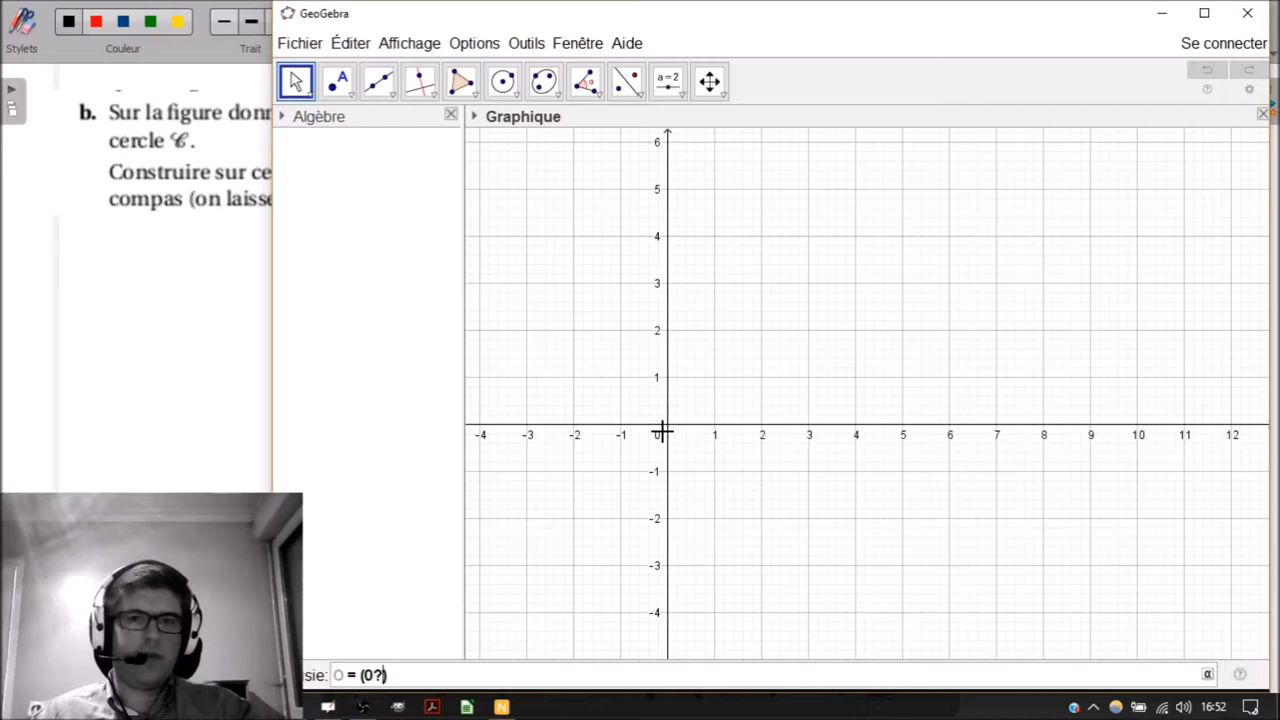 GeoGebra
Stylets
Couleur
Trait
Fichier Éditer Affichage Options Outils Fenêtre Aide
Se connecter
A
α
a=2
Algèbre
Graphique
b. Sur la figure donn
cercle 𝒞.
Construire sur ce
compas (on laisse
6
5
4
3
2
1
-4 -3 -2 -1 0 1 2 3 4 5 6 7 8 9 10 11 12
-1
-2
-3
-4
sie: O = (0?)
α
16:52